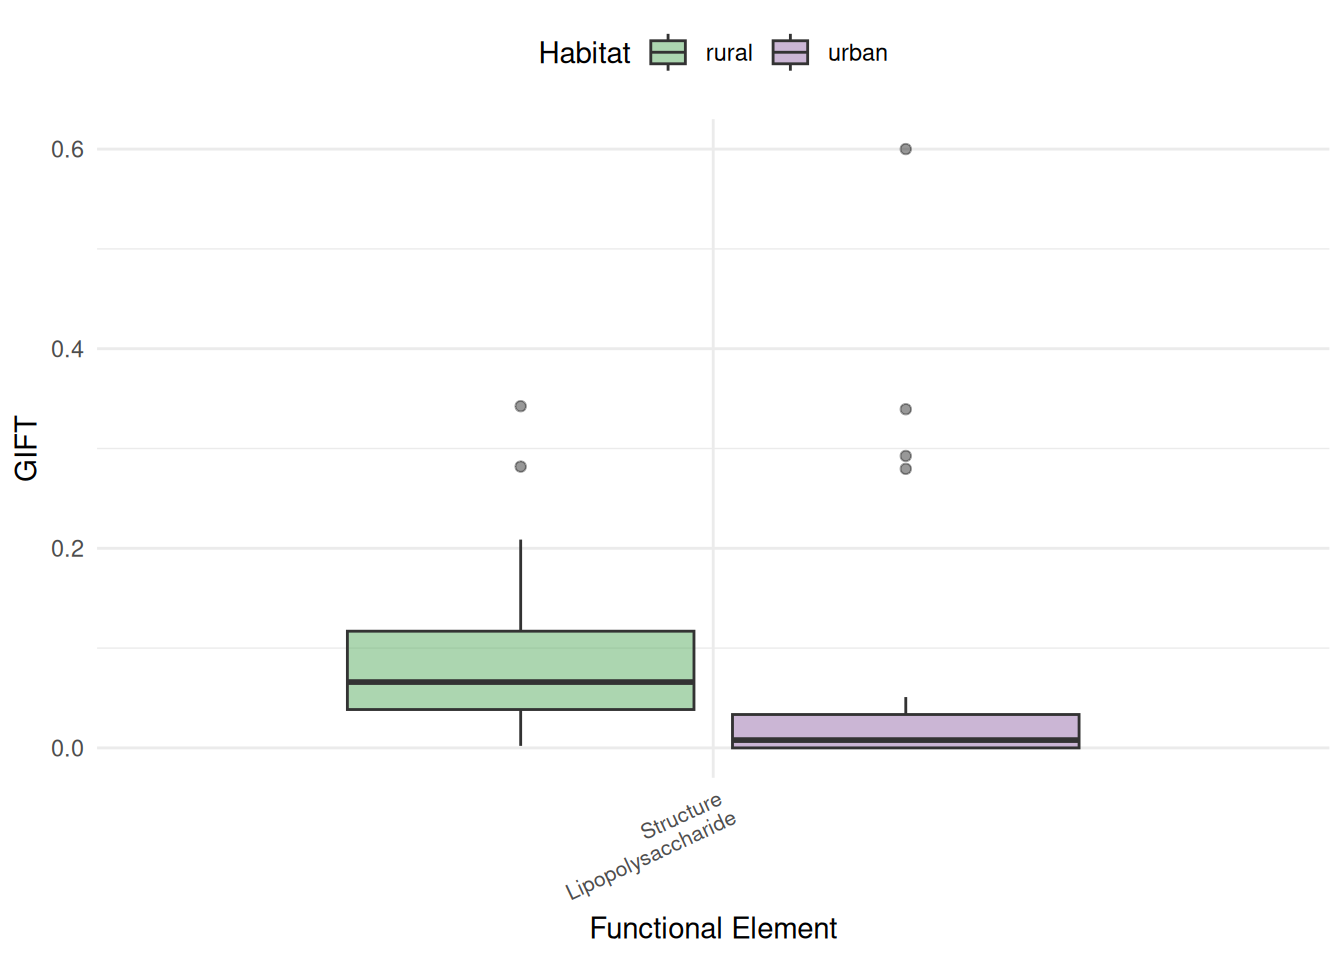 Habitat rural urban
0.6
0.4
0.2
0.0
GIFT
Structure
Lipopolysaccharide
Functional Element